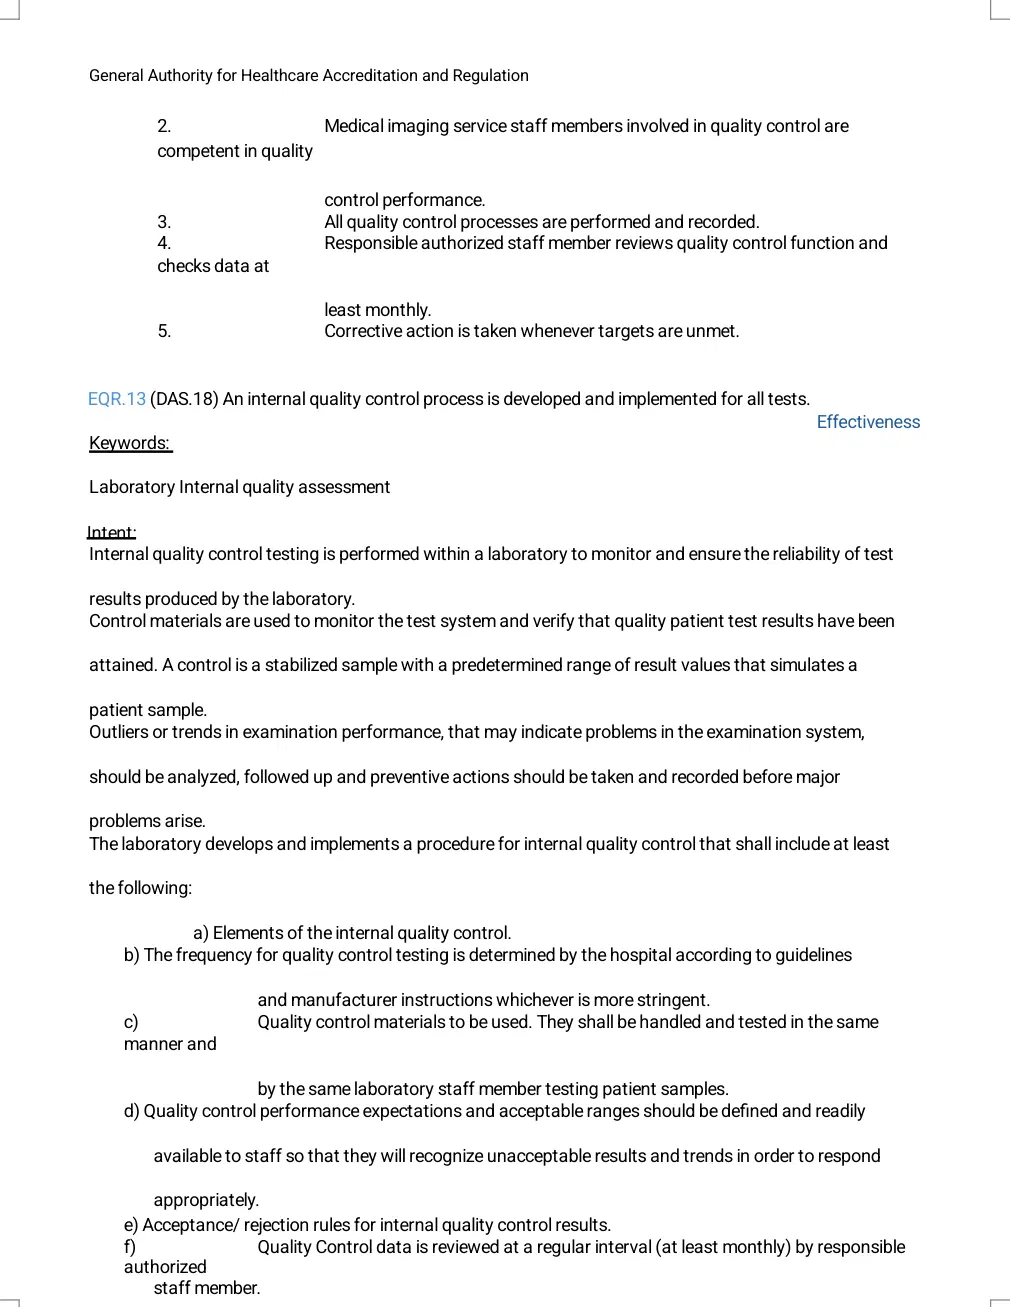 General Authority for Healthcare Accreditation and Regulation
2. Medical imaging service staff members involved in quality control are
competent in quality
control performance.
3. All quality control processes are performed and recorded.
4. Responsible authorized staff member reviews quality control function and
checks data at
least monthly.
5. Corrective action is taken whenever targets are unmet.
EQR.13 (DAS.18) An internal quality control process is developed and implemented for all tests.
Effectiveness
Keywords:
Laboratory Internal quality assessment
Intent:
Internal quality control testing is performed within a laboratory to monitor and ensure the reliability of test
results produced by the laboratory.
Control materials are used to monitor the test system and verify that quality patient test results have been
attained. A control is a stabilized sample with a predetermined range of result values that simulates a
patient sample.
Outliers or trends in examination performance, that may indicate problems in the examination system,
should be analyzed, followed up and preventive actions should be taken and recorded before major
problems arise.
The laboratory develops and implements a procedure for internal quality control that shall include at least
the following:
a) Elements of the internal quality control.
b) The frequency for quality control testing is determined by the hospital according to guidelines
and manufacturer instructions whichever is more stringent.
c) Quality control materials to be used. They shall be handled and tested in the same
manner and
by the same laboratory staff member testing patient samples.
d) Quality control performance expectations and acceptable ranges should be defined and readily
available to staff so that they will recognize unacceptable results and trends in order to respond
appropriately.
e) Acceptance/ rejection rules for internal quality control results.
f) Quality Control data is reviewed at a regular interval (at least monthly) by responsible
authorized
staff member.